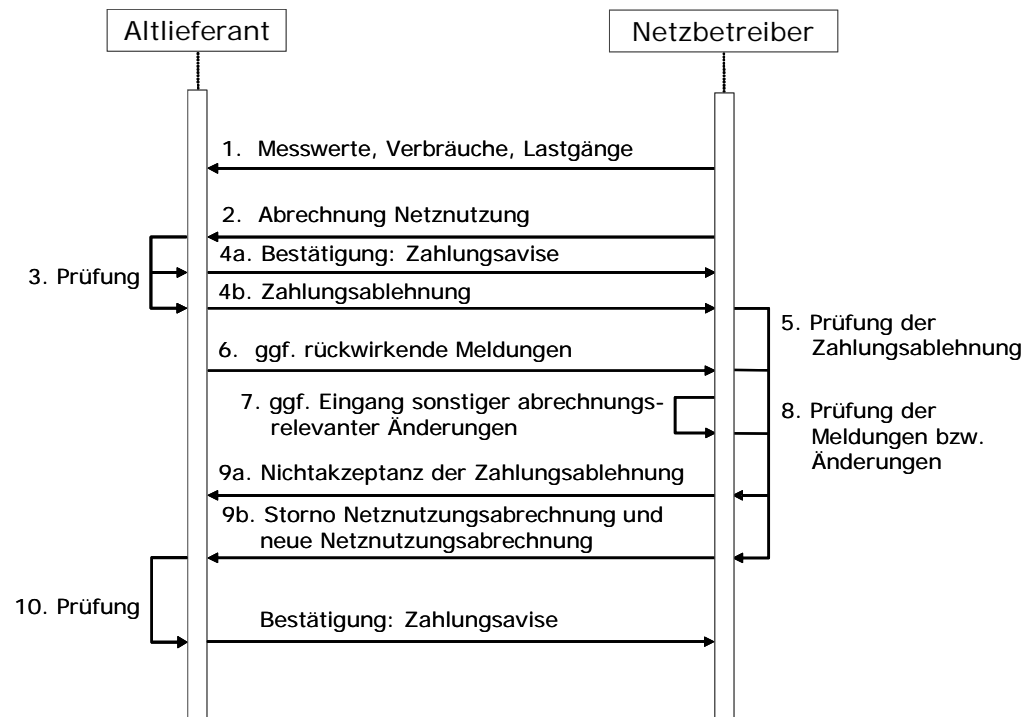 Altlieferant
Netzbetreiber
1. Messwerte, Verbräuche, Lastgänge
2. Abrechnung Netznutzung
4a. Bestätigung: Zahlungsavise
3. Prüfung
4b. Zahlungsablehnung
5. Prüfung der
Zahlungsablehnung
6. ggf. rückwirkende Meldungen
7. ggf. Eingang sonstiger abrechnungs-
relevanter Änderungen
8. Prüfung der
Meldungen bzw.
Änderungen
9a. Nichtakzeptanz der Zahlungsablehnung
9b. Storno Netznutzungsabrechnung und
neue Netznutzungsabrechnung
10. Prüfung
Bestätigung: Zahlungsavise